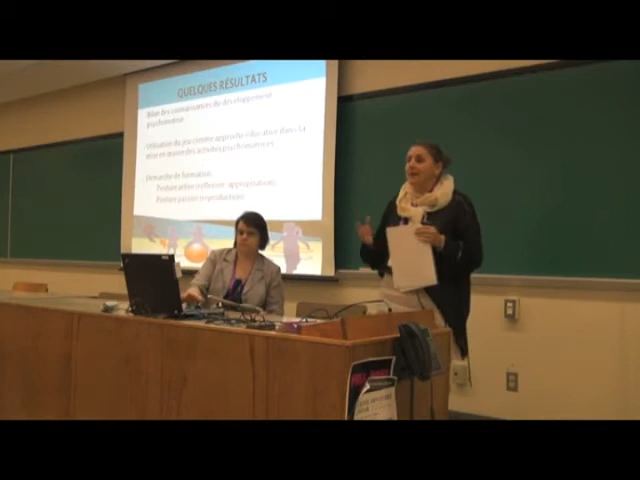 QUELQUES RÉSULTATS
Bilan des connaissances du développement
psychomoteur
Utilisation du jeu comme approche éducative dans la
mise en œuvre des activités psychomotrices
Démarche de formation:
Posture active (réflexion, appropriation)
Posture passive (reproduction)